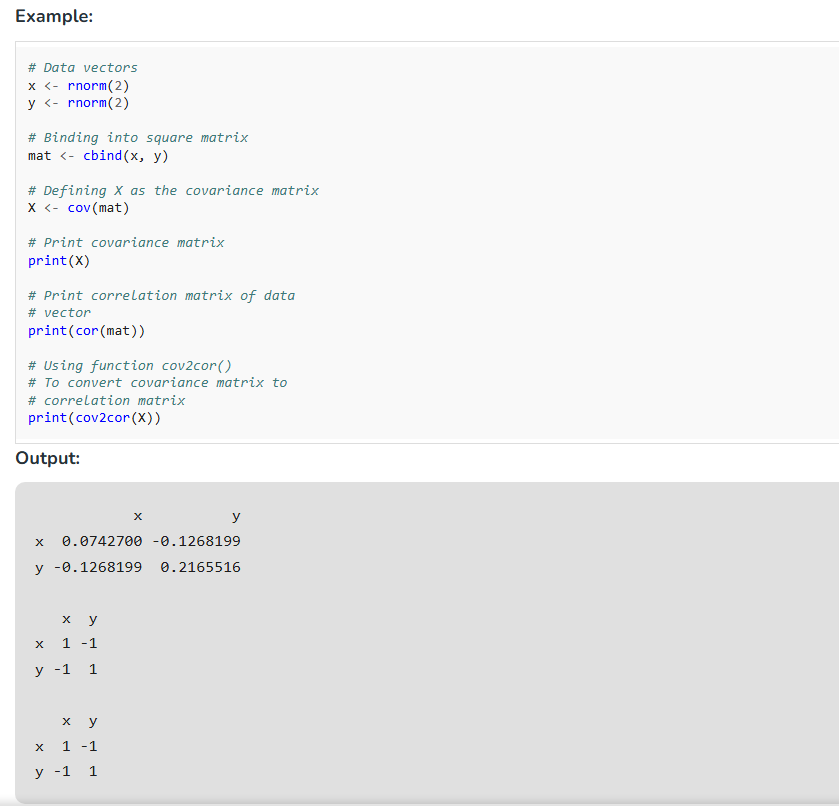 Example:
# Data vectors
x <- rnorm(2)
y <- rnorm(2)
# Binding into square matrix
mat <- cbind(x, y)
# Defining X as the covariance matrix
X <- cov(mat)
# Print covariance matrix
print(X)
# Print correlation matrix of data
# vector
print(cor(mat))
# Using function cov2cor()
# To convert covariance matrix to
# correlation matrix
print(cov2cor(X))
Output:
x y
x 0.0742700 -0.1268199
y -0.1268199 0.2165516
x y
x 1 -1
y -1 1
x y
x 1 -1
y -1 1